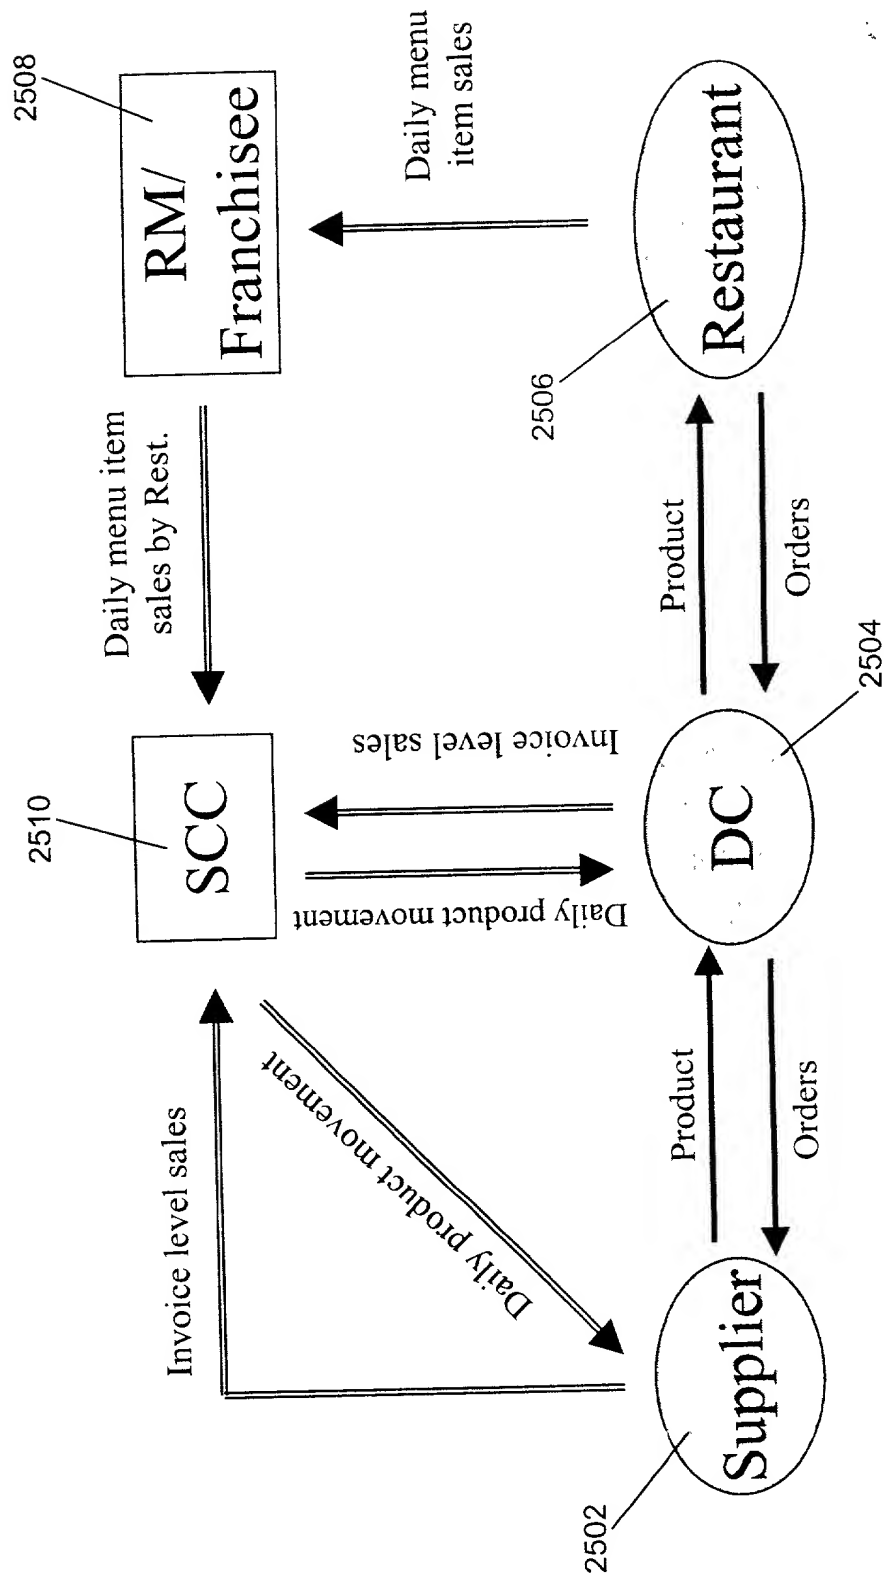 2510
SCC
Daily menu item
sales by Rest.
2508
RM/
Franchisee
Invoice level sales
Daily product
movement
Daily product movement
Invoice level sales
Daily menu
item sales
2502
Supplier
Product
Orders
DC
2504
Product
Orders
2506
Restaurant